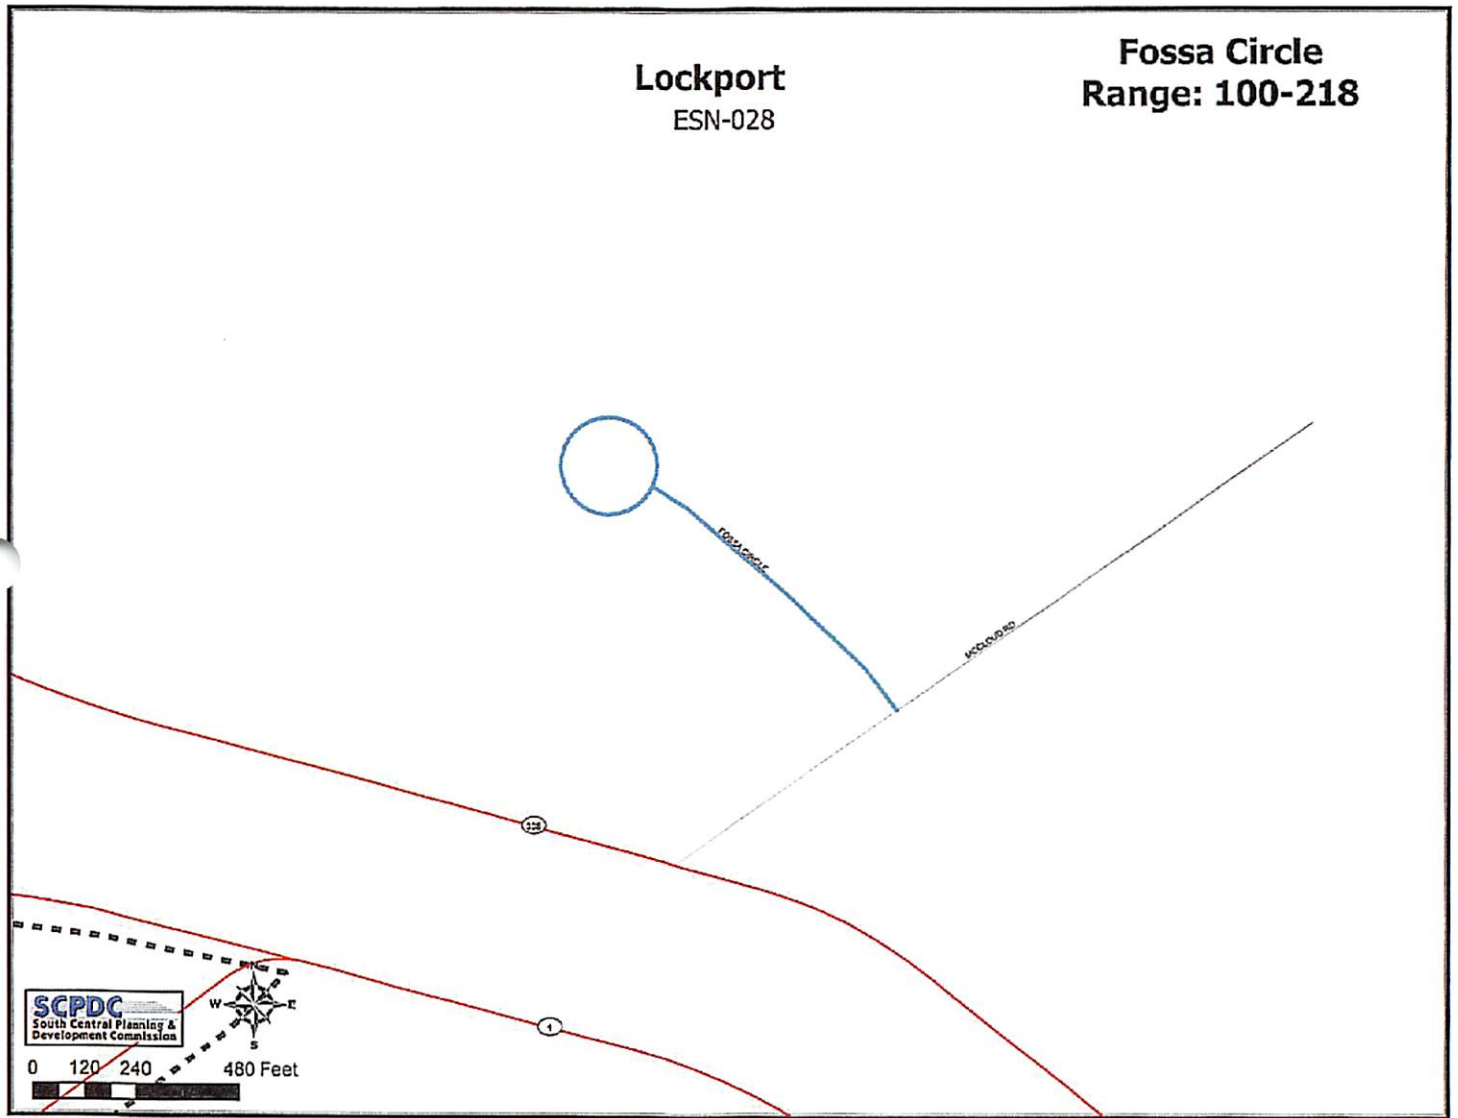 Lockport
ESN-028
Fossa Circle
Range: 100-218
FOSSA CIRCLE
MCCLOUD RD
1
N
W
E
S
SCPDC
South Central Planning &
Development Commission
0 120 240 480 Feet